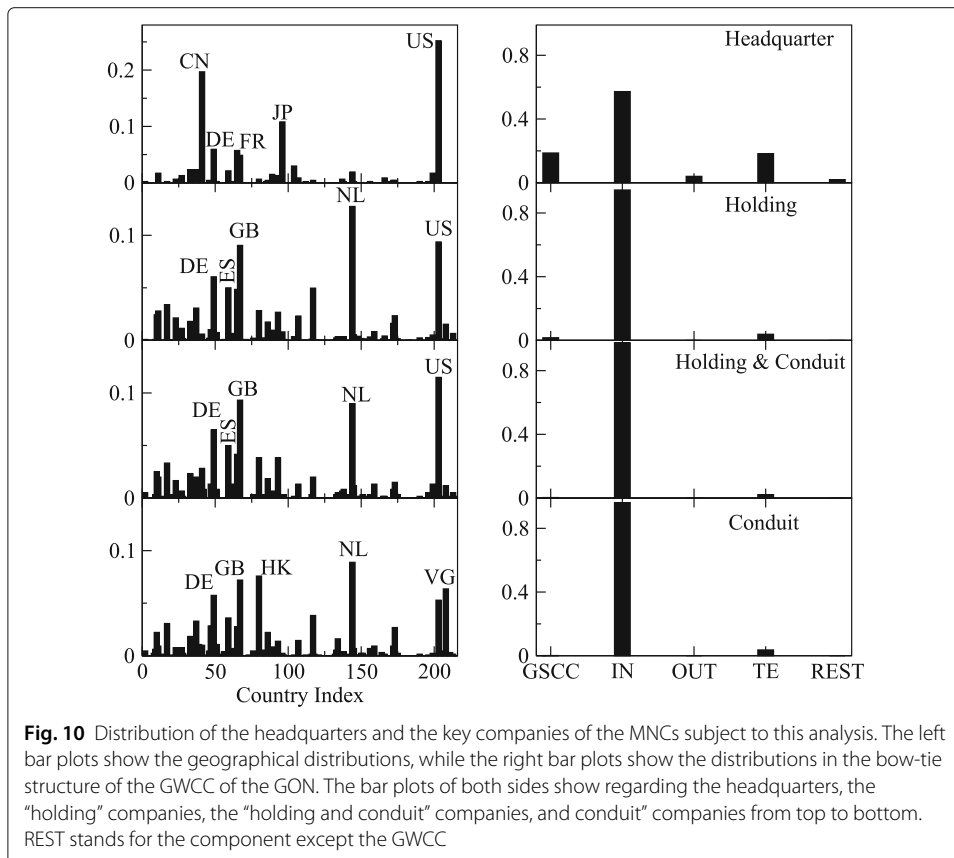 US
CN
0.2
JP
0.1
DE
FR
0
NL
GB
US
0.1
DE
ES
0
US
GB
NL
0.1
DE
ES
0
0.1
NL
GB
HK
VG
DE
0
0 50 100 150 200
Country Index
Headquarter
0.8
0.4
0
Holding
0.8
0.4
0
Holding & Conduit
0.8
0.4
0
Conduit
0.8
0.4
0
GSCC IN OUT TE REST
Fig. 10 Distribution of the headquarters and the key companies of the MNCs subject to this analysis. The left
bar plots show the geographical distributions, while the right bar plots show the distributions in the bow-tie
structure of the GWCC of the GON. The bar plots of both sides show regarding the headquarters, the
“holding” companies, the “holding and conduit” companies, and conduit” companies from top to bottom.
REST stands for the component except the GWCC